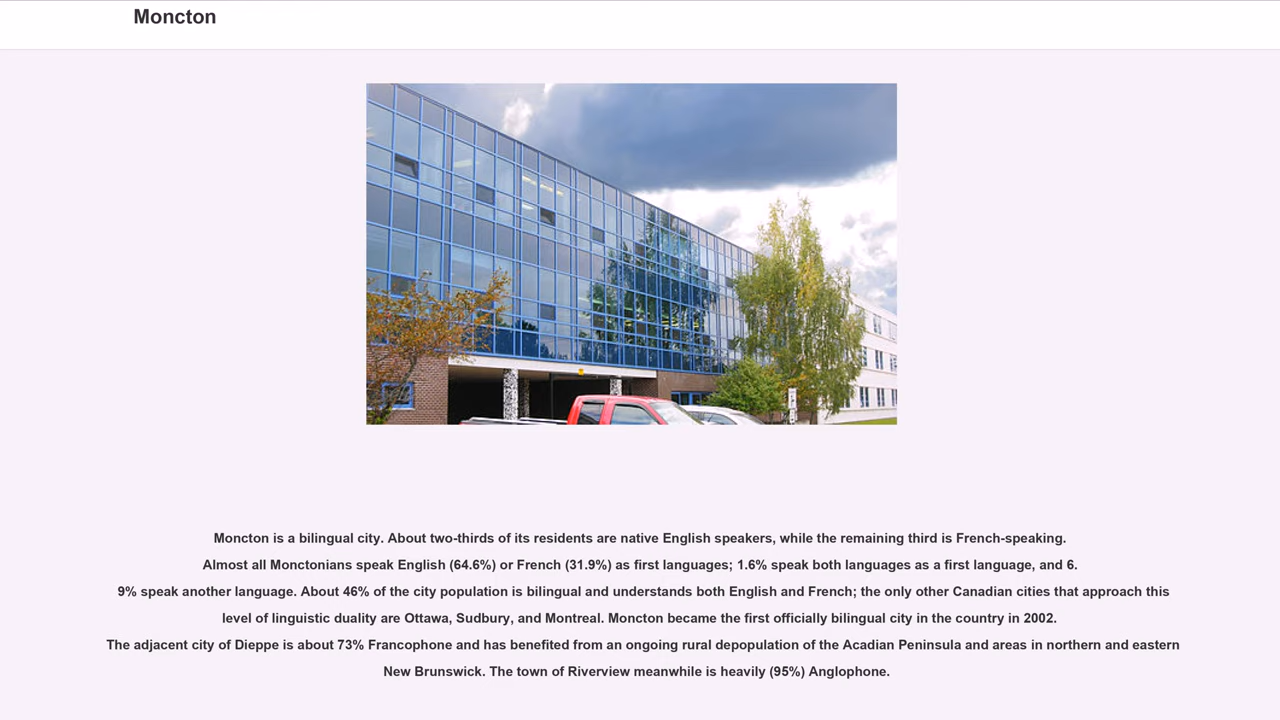 Moncton
Moncton is a bilingual city. About two-thirds of its residents are native English speakers, while the remaining third is French-speaking.
Almost all Monctonians speak English (64.6%) or French (31.9%) as first languages; 1.6% speak both languages as a first language, and 6.
9% speak another language. About 46% of the city population is bilingual and understands both English and French; the only other Canadian cities that approach this
level of linguistic duality are Ottawa, Sudbury, and Montreal. Moncton became the first officially bilingual city in the country in 2002.
The adjacent city of Dieppe is about 73% Francophone and has benefited from an ongoing rural depopulation of the Acadian Peninsula and areas in northern and eastern
New Brunswick. The town of Riverview meanwhile is heavily (95%) Anglophone.